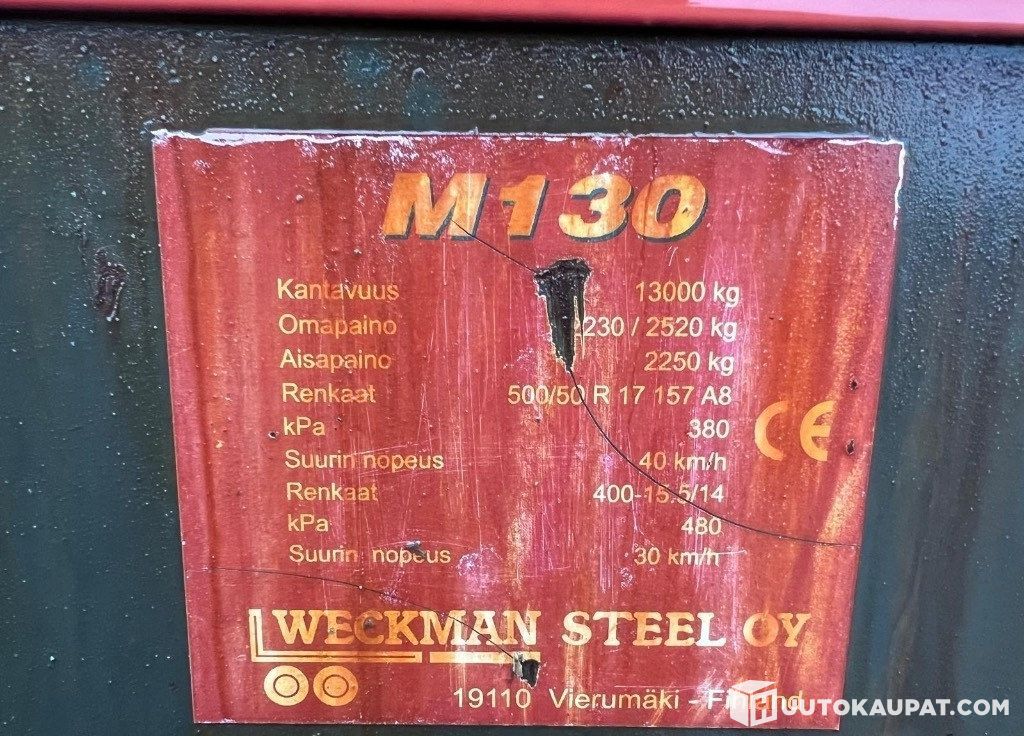 M130
Kantavuus 13000 kg
Omapaino 2230 / 2520 kg
Aisapaino 2250 kg
Renkaat 500/50 R 17 157 A8
kPa 380
CE
Suurin nopeus 40 km/h
Renkaat 400-15.5/14
kPa 480
Suurin nopeus 30 km/h
WECKMAN STEEL OY
19110 Vierumäki - Finland
HUUTOKAUPAT.COM